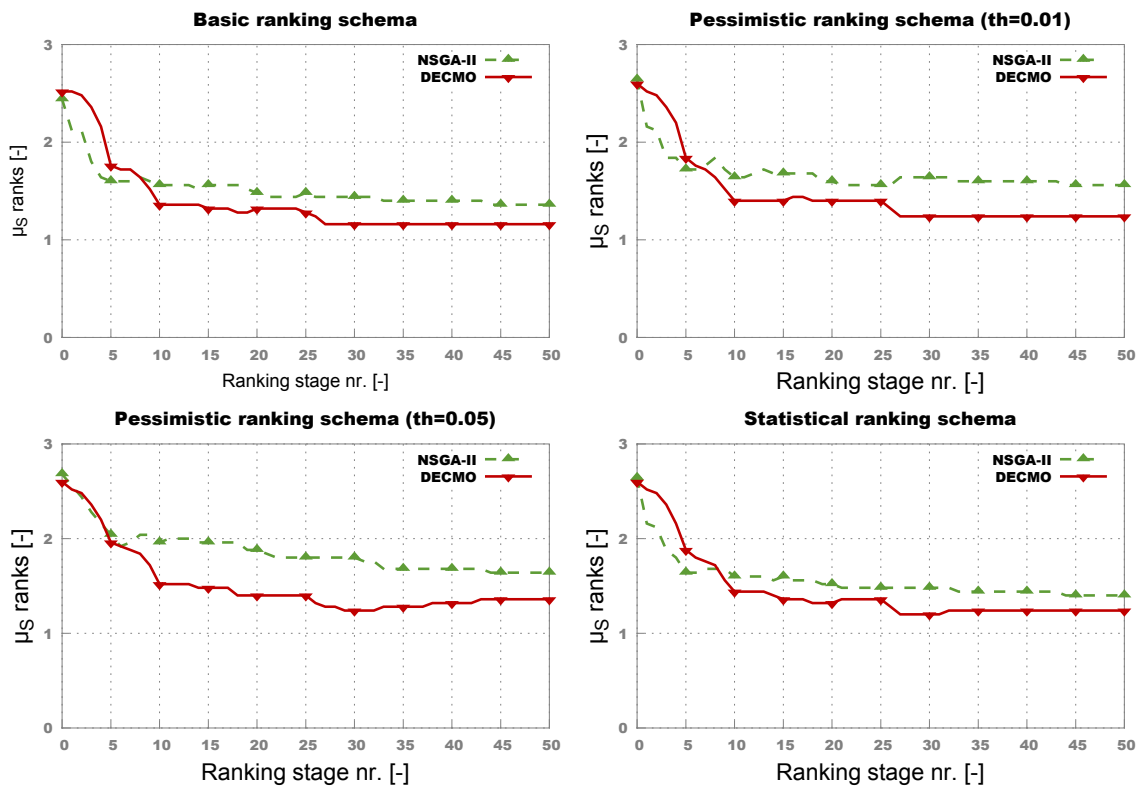 Basic ranking schema
3
2
1
0
μS ranks [-]
NSGA-II
DECMO
0 5 10 15 20 25 30 35 40 45 50
Ranking stage nr. [-]
Pessimistic ranking schema (th=0.01)
3
2
1
0
μS ranks [-]
NSGA-II
DECMO
0 5 10 15 20 25 30 35 40 45 50
Ranking stage nr. [-]
Pessimistic ranking schema (th=0.05)
3
2
1
0
μS ranks [-]
NSGA-II
DECMO
0 5 10 15 20 25 30 35 40 45 50
Ranking stage nr. [-]
Statistical ranking schema
3
2
1
0
μS ranks [-]
NSGA-II
DECMO
0 5 10 15 20 25 30 35 40 45 50
Ranking stage nr. [-]